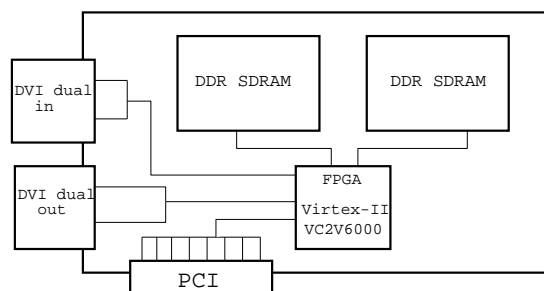 DDR SDRAM
DDR SDRAM
DVI dual
in
DVI dual
out
FPGA
Virtex-II
VC2V6000
PCI